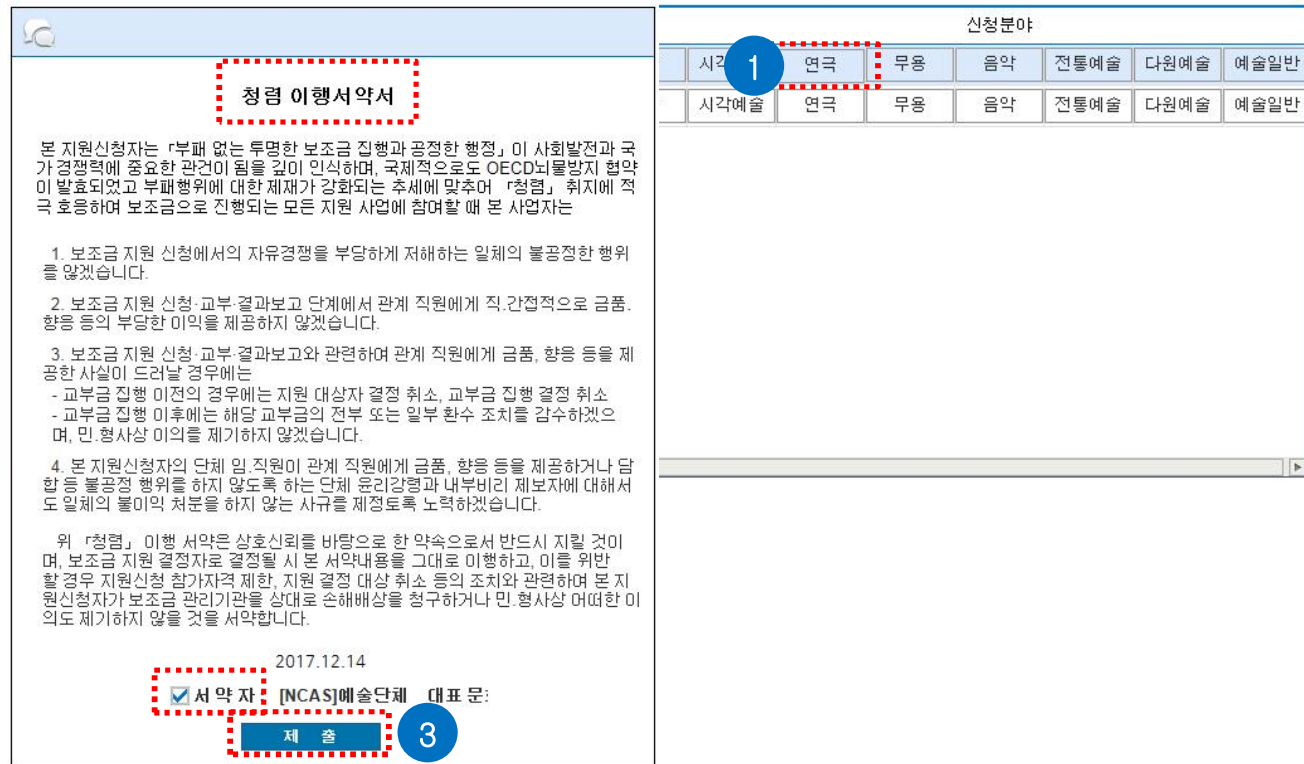 청렴 이행서약서
본 지원신청자는「부패 없는 투명한 보조금 집행과 공정한 행정」이 사회발전과 국
가 경쟁력에 중요한 관건이 됨을 깊이 인식하며, 국제적으로도 OECD뇌물방지 협약
이 발효되었고 부패행위에 대한 제재가 강화되는 추세에 맞추어 「청렴」 취지에 적
극 호응하여 보조금으로 진행되는 모든 지원 사업에 참여할 때 본 사업자는
1. 보조금 지원 신청에서의 자유경쟁을 부당하게 저해하는 일체의 불공정한 행위
를 않겠습니다.
2. 보조금 지원 신청·교부·결과보고 단계에서 관계 직원에게 직.간접적으로 금품.
향응 등의 부당한 이익을 제공하지 않겠습니다.
3. 보조금 지원 신청·교부·결과보고와 관련하여 관계 직원에게 금품, 향응 등을 제
공한 사실이 드러날 경우에는
- 교부금 집행 이전의 경우에는 지원 대상자 결정 취소, 교부금 집행 결정 취소
- 교부금 집행 이후에는 해당 교부금의 전부 또는 일부 환수 조치를 감수하겠으
며, 민.형사상 이의를 제기하지 않겠습니다.
4. 본 지원신청자의 단체 임.직원이 관계 직원에게 금품, 향응 등을 제공하거나 담
합 등 불공정 행위를 하지 않도록 하는 단체 윤리강령과 내부비리 제보자에 대해서
도 일체의 불이익 처분을 하지 않는 사규를 제정토록 노력하겠습니다.
위 「청렴」 이행 서약은 상호신뢰를 바탕으로 한 약속으로서 반드시 지킬 것이
며, 보조금 지원 결정자로 결정될 시 본 서약내용을 그대로 이행하고, 이를 위반
할 경우 지원신청 참가자격 제한, 지원 결정 대상 취소 등의 조치와 관련하여 본 지
원신청자가 보조금 관리기관을 상대로 손해배상을 청구하거나 민.형사상 어떠한 이
의도 제기하지 않을 것을 서약합니다.
2017.12.14
서 약 자 [NCAS]예술단체 대표 문
제 출 3
신청분야
시각 1 연극 무용 음악 전통예술 다원예술 예술일반
시각예술 연극 무용 음악 전통예술 다원예술 예술일반